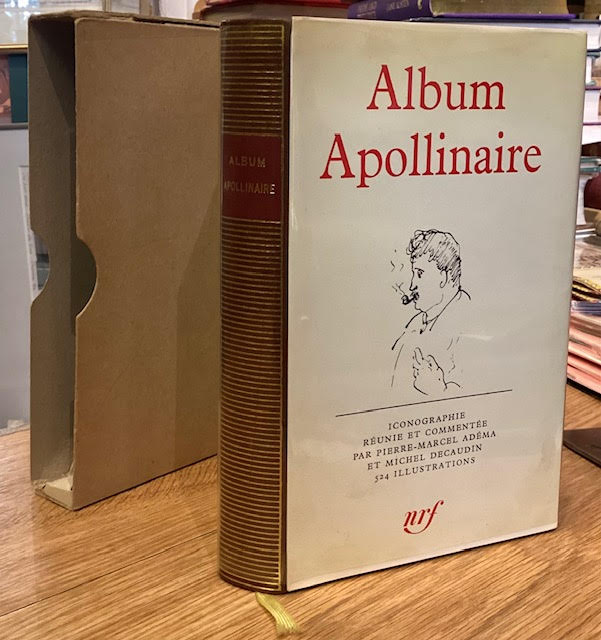 ALBUM
APOLLINAIRE
Album
Apollinaire
ICONOGRAPHIE
RÉUNIE ET COMMENTÉE
PAR PIERRE-MARCEL ADÉMA
ET MICHEL DECAUDIN
524 ILLUSTRATIONS
nrf